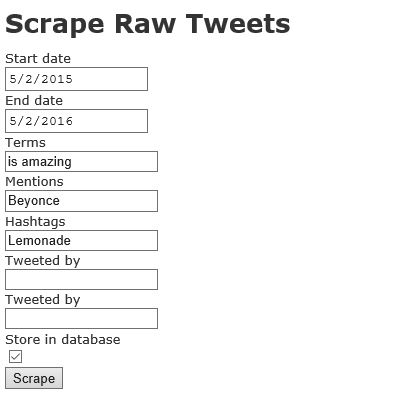 Scrape Raw Tweets
Start date
5/2/2015
End date
5/2/2016
Terms
is amazing
Mentions
Beyonce
Hashtags
Lemonade
Tweeted by
Tweeted by
Store in database
Scrape